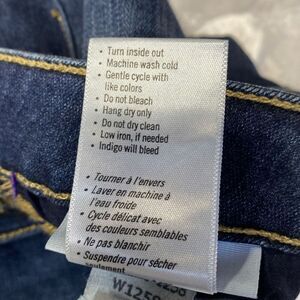 • Turn inside out
• Machine wash cold
• Gentle cycle with
like colors
• Do not bleach
• Hang dry only
• Do not dry clean
• Low iron, if needed
• Indigo will bleed
• Tourner à l'envers
• Laver en machine à
l'eau froide
• Cycle délicat avec
des couleurs semblables
• Ne pas blanchir
• Suspendre pour sécher